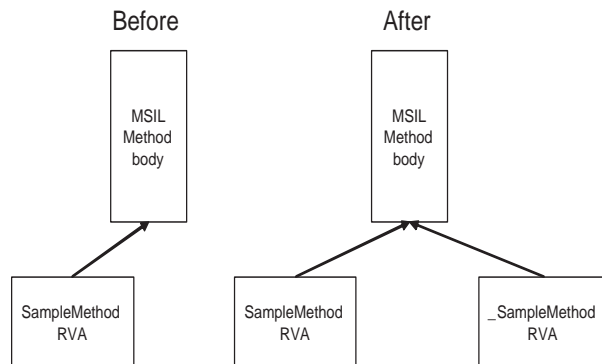 Before
After
MSIL
Method
body
MSIL
Method
body
SampleMethod
RVA
SampleMethod
RVA
_SampleMethod
RVA